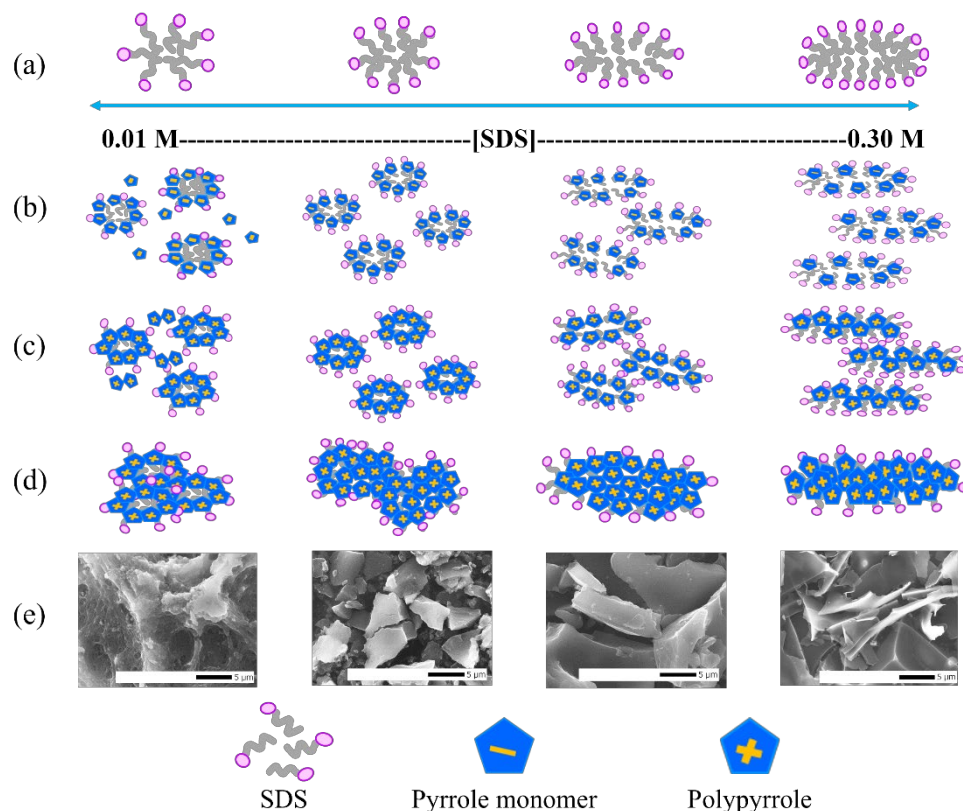 (a)
0.01 M------------------------------[SDS]------------------------------------0.30 M
(b)
(c)
(d)
(e)
5 µm
5 µm
5 µm
5 µm
SDS
Pyrrole monomer
Polypyrrole